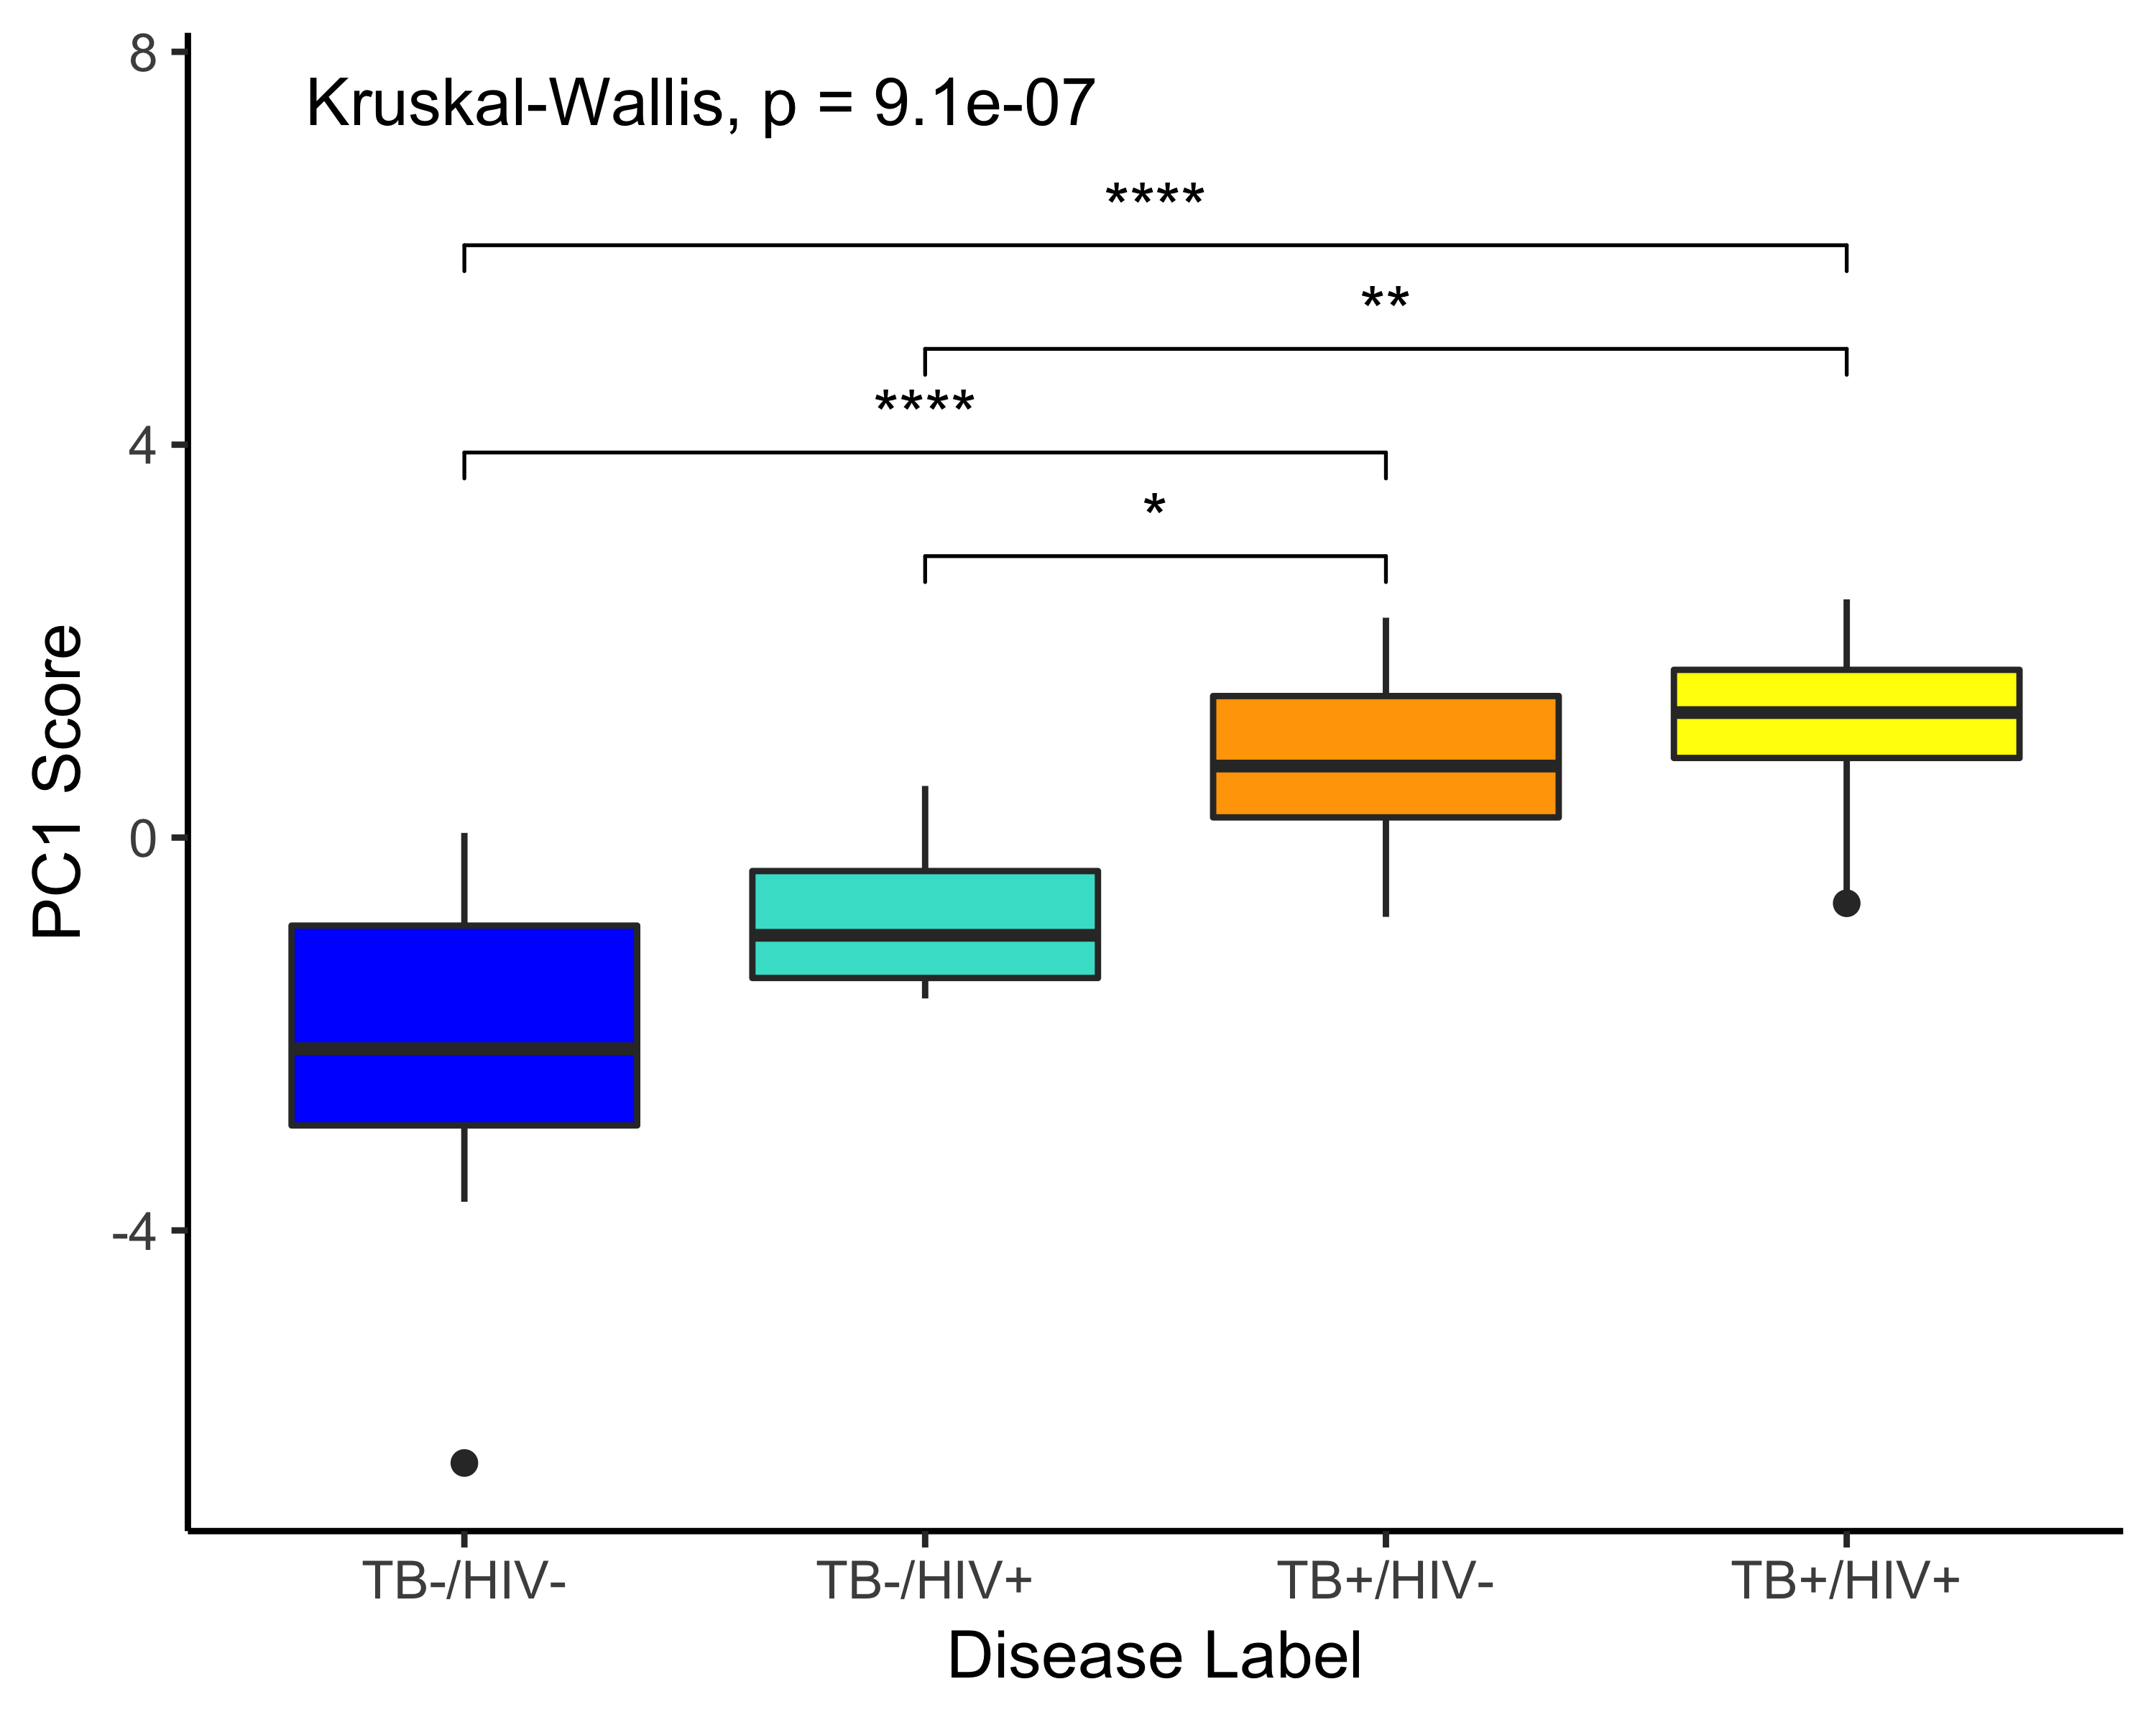 8
Kruskal-Wallis, p = 9.1e-07
****
**
****
*
4
0
-4
PC1 Score
TB-/HIV- TB-/HIV+ TB+/HIV- TB+/HIV+
Disease Label